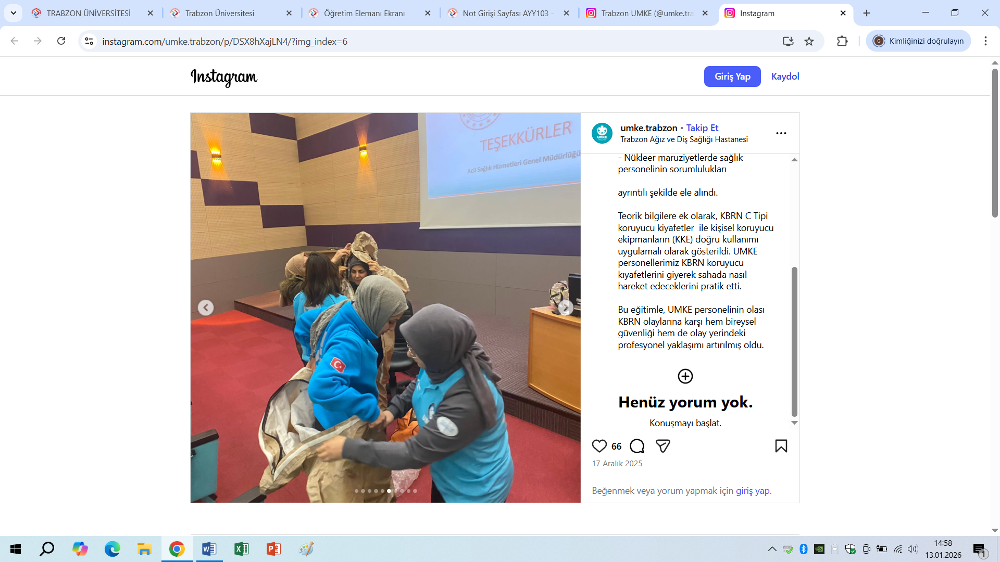 TRABZON ÜNİVERSİTESİ
Trabzon Üniversitesi
Öğretim Elemanı Ekranı
Not Girişi Sayfası AYY103 -
Trabzon UMKE (@umke.tra
Instagram
instagram.com/umke.trabzon/p/DSX8hXajLN4/?img_index=6
G
Kimliğinizi doğrulayın
Instagram
Giriş Yap
Kaydol
TEŞEKKÜRLER
Acil Sağlık Hizmetleri Genel Müdürlüğü
UMKE
umke.trabzon • Takip Et
Trabzon Ağız ve Diş Sağlığı Hastanesi
- Nükleer maruziyetlerde sağlık
personelinin sorumlulukları
ayrıntılı şekilde ele alındı.
Teorik bilgilere ek olarak, KBRN C Tipi
koruyucu kiyafetler  ile kişisel koruyucu
ekipmanların (KKE) doğru kullanımı
uygulamalı olarak gösterildi. UMKE
personellerimiz KBRN koruyucu
kıyafetlerini giyerek sahada nasıl
hareket edeceklerini pratik etti.
Bu eğitimle, UMKE personelinin olası
KBRN olaylarına karşı hem bireysel
güvenliği hem de olay yerindeki
profesyonel yaklaşımı artırılmış oldu.
Henüz yorum yok.
Konuşmayı başlat.
66
17 Aralık 2025
Beğenmek veya yorum yapmak için giriş yap.
14:58
13.01.2026
1